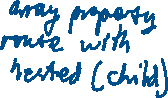 array property
route with
nested (child)